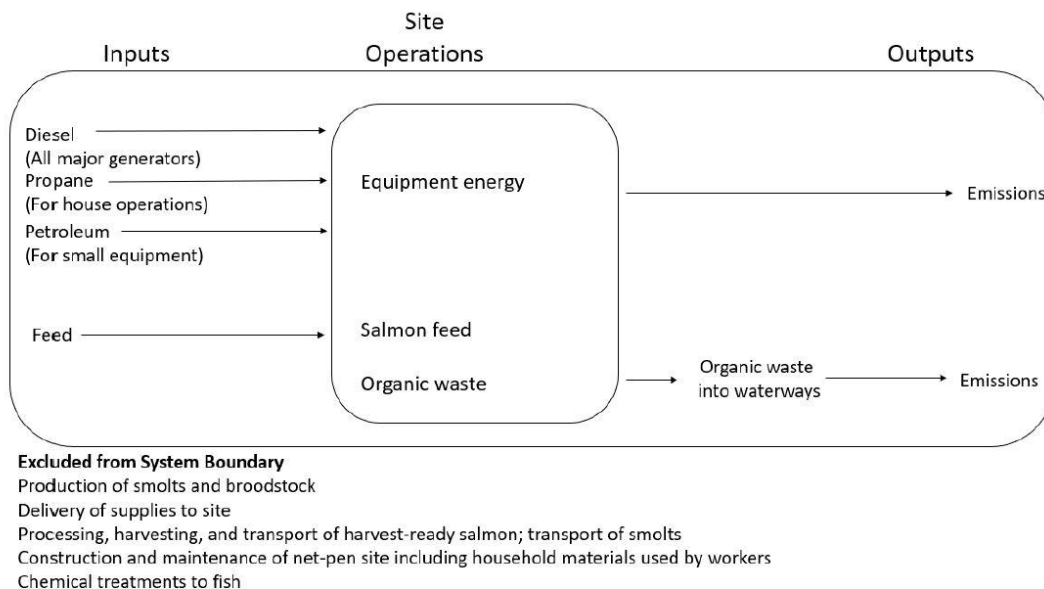 Site
Inputs Operations Outputs
Diesel
(All major generators)
Propane
(For house operations)
Petroleum
(For small equipment)
Equipment energy
Emissions
Feed
Salmon feed
Organic waste
Organic waste
into waterways
Emissions
Excluded from System Boundary
Production of smolts and broodstock
Delivery of supplies to site
Processing, harvesting, and transport of harvest-ready salmon; transport of smolts
Construction and maintenance of net-pen site including household materials used by workers
Chemical treatments to fish